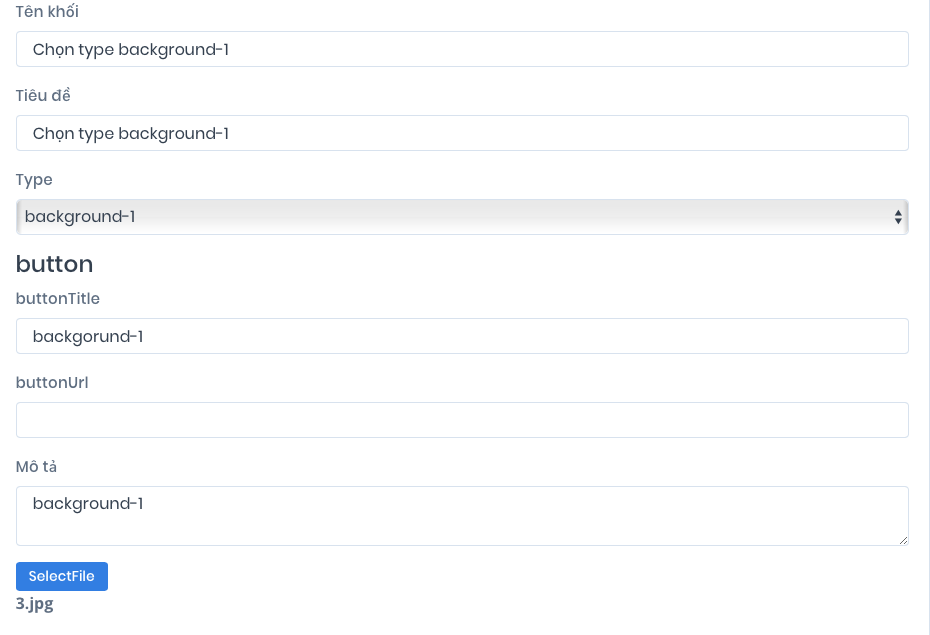 Tên khối
Chọn type background-1
Tiêu đề
Chọn type background-1
Type
background-1
button
buttonTitle
backgorund-1
buttonUrl
Mô tả
background-1
SelectFile
3.jpg